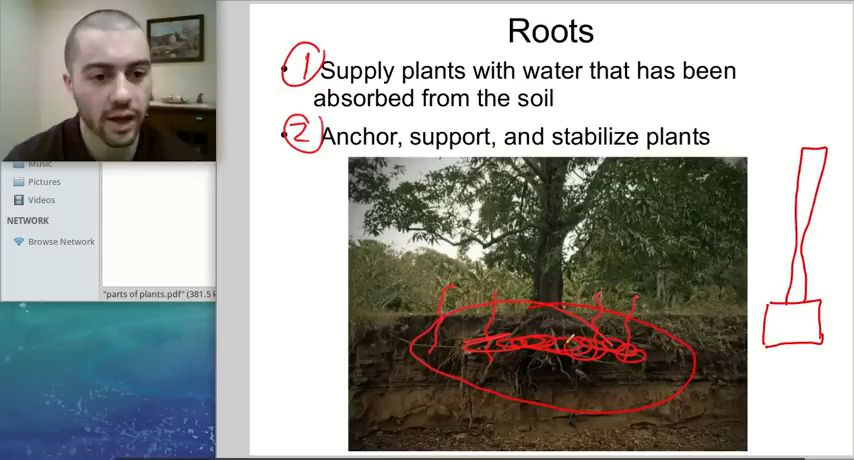 Roots
• 1 Supply plants with water that has been
absorbed from the soil
• 2 Anchor, support, and stabilize plants
Music
Pictures
Videos
NETWORK
Browse Network
"parts of plants.pdf" (381.5 k